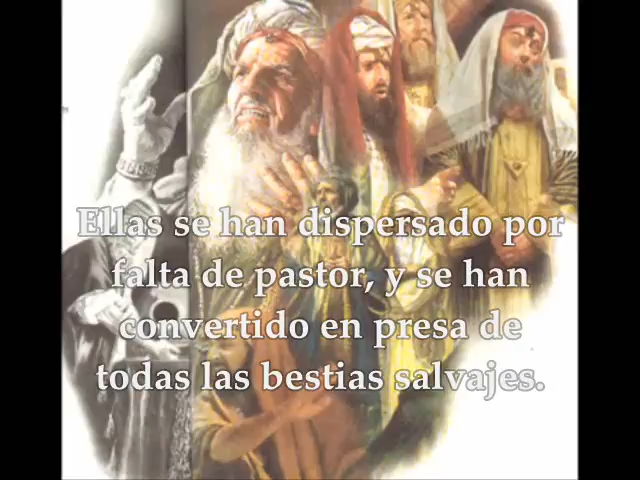 Ellas se han dispersado por
falta de pastor, y se han
convertido en presa de
todas las bestias salvajes.